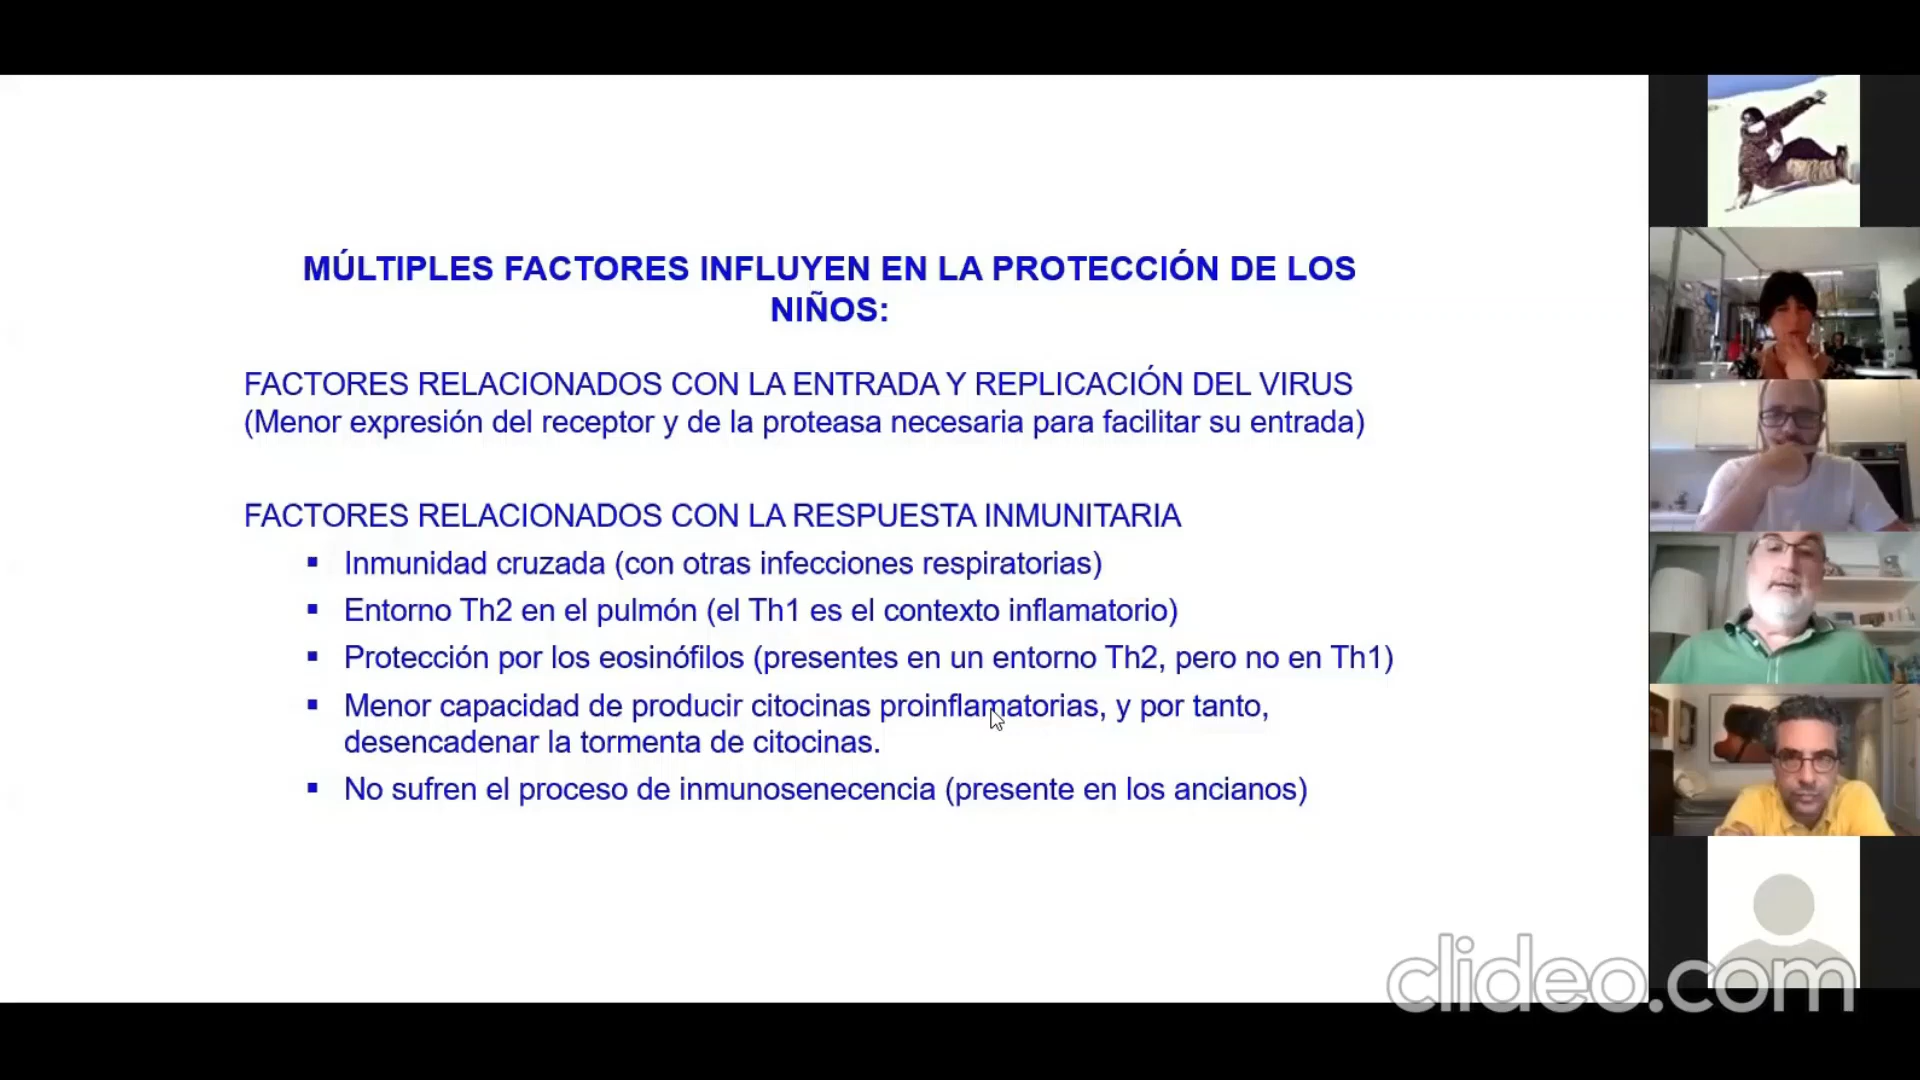 MÚLTIPLES FACTORES INFLUYEN EN LA PROTECCIÓN DE LOS
NIÑOS:
FACTORES RELACIONADOS CON LA ENTRADA Y REPLICACIÓN DEL VIRUS
(Menor expresión del receptor y de la proteasa necesaria para facilitar su entrada)
FACTORES RELACIONADOS CON LA RESPUESTA INMUNITARIA
▪ Inmunidad cruzada (con otras infecciones respiratorias)
▪ Entorno Th2 en el pulmón (el Th1 es el contexto inflamatorio)
▪ Protección por los eosinófilos (presentes en un entorno Th2, pero no en Th1)
▪ Menor capacidad de producir citocinas proinflamatorias, y por tanto,
desencadenar la tormenta de citocinas.
▪ No sufren el proceso de inmunosenecencia (presente en los ancianos)
clideo.com